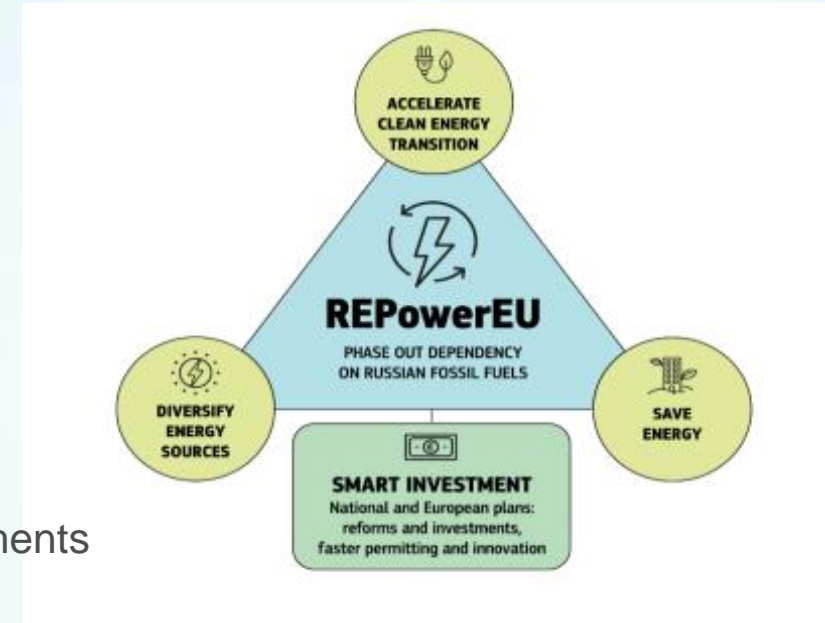 ACCELERATE
CLEAN ENERGY
TRANSITION
REPowerEU
PHASE OUT DEPENDENCY
ON RUSSIAN FOSSIL FUELS
DIVERSIFY
ENERGY
SOURCES
SAVE
ENERGY
SMART INVESTMENT
National and European plans:
reforms and investments,
faster permitting and innovation